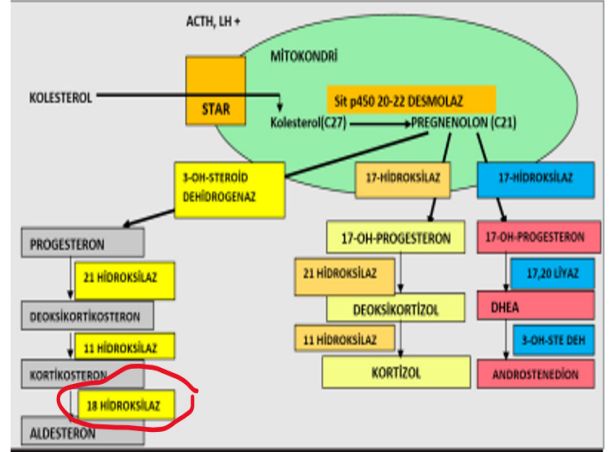 ACTH, LH +
MİTOKONDRİ
KOLESTEROL
STAR
Sit p450 20-22 DESMOLAZ
Kolesterol(C27)
PREGNENOLON (C21)
3-OH-STEROİD
DEHİDROGENAZ
17-HİDROKSİLAZ
17-HİDROKSİLAZ
PROGESTERON
17-OH-PROGESTERON
17-OH-PROGESTERON
21 HİDROKSİLAZ
21 HİDROKSİLAZ
17,20 LİYAZ
DEOKSİKORTİKOSTERON
DEOKSİKORTİZOL
DHEA
11 HİDROKSİLAZ
11 HİDROKSİLAZ
3-OH-STE DEH
KORTİKOSTERON
KORTİZOL
ANDROSTENEDİON
18 HİDROKSİLAZ
ALDESTERON